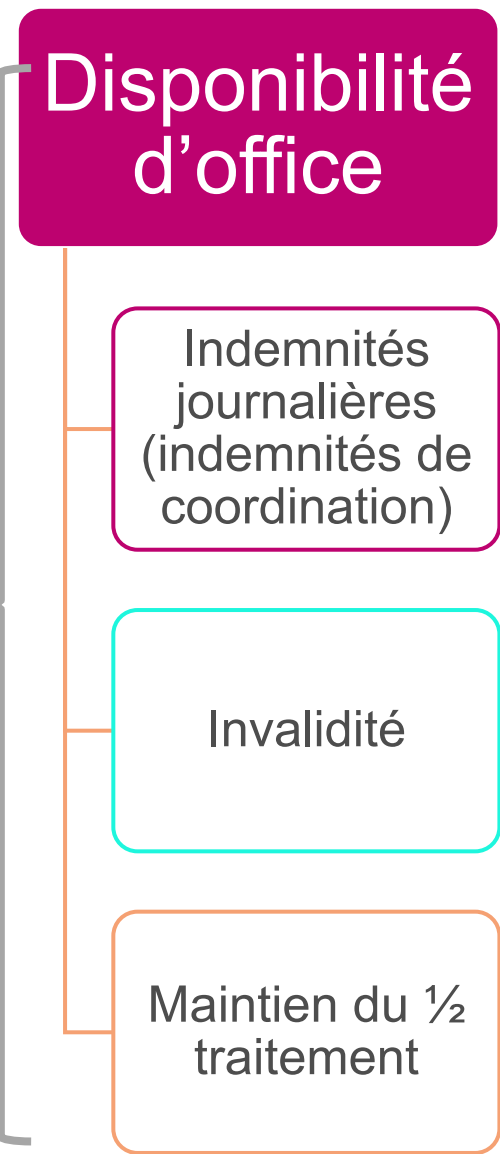 Disponibilité
d’office
Indemnités
journalières
(indemnités de
coordination)
Invalidité
Maintien du ½
traitement